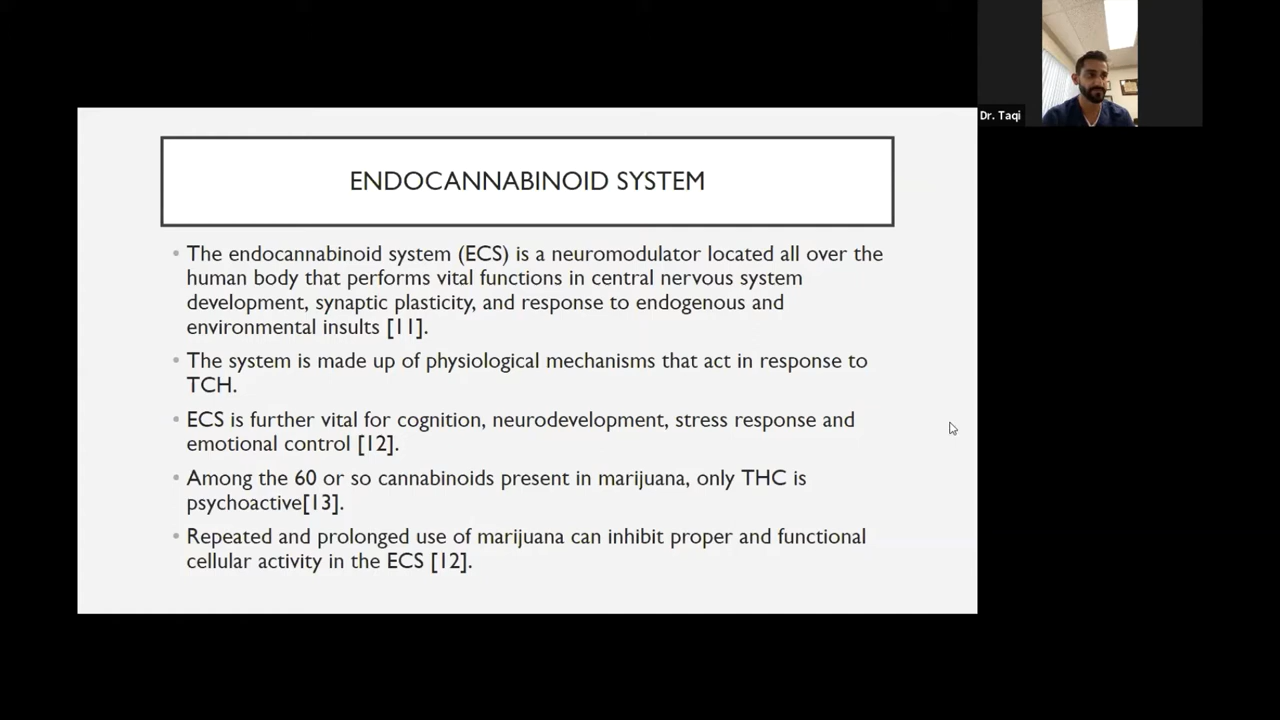 Dr. Taqi
ENDOCANNABINOID SYSTEM
• The endocannabinoid system (ECS) is a neuromodulator located all over the
human body that performs vital functions in central nervous system
development, synaptic plasticity, and response to endogenous and
environmental insults [11].
• The system is made up of physiological mechanisms that act in response to
TCH.
• ECS is further vital for cognition, neurodevelopment, stress response and
emotional control [12].
• Among the 60 or so cannabinoids present in marijuana, only THC is
psychoactive[13].
• Repeated and prolonged use of marijuana can inhibit proper and functional
cellular activity in the ECS [12].